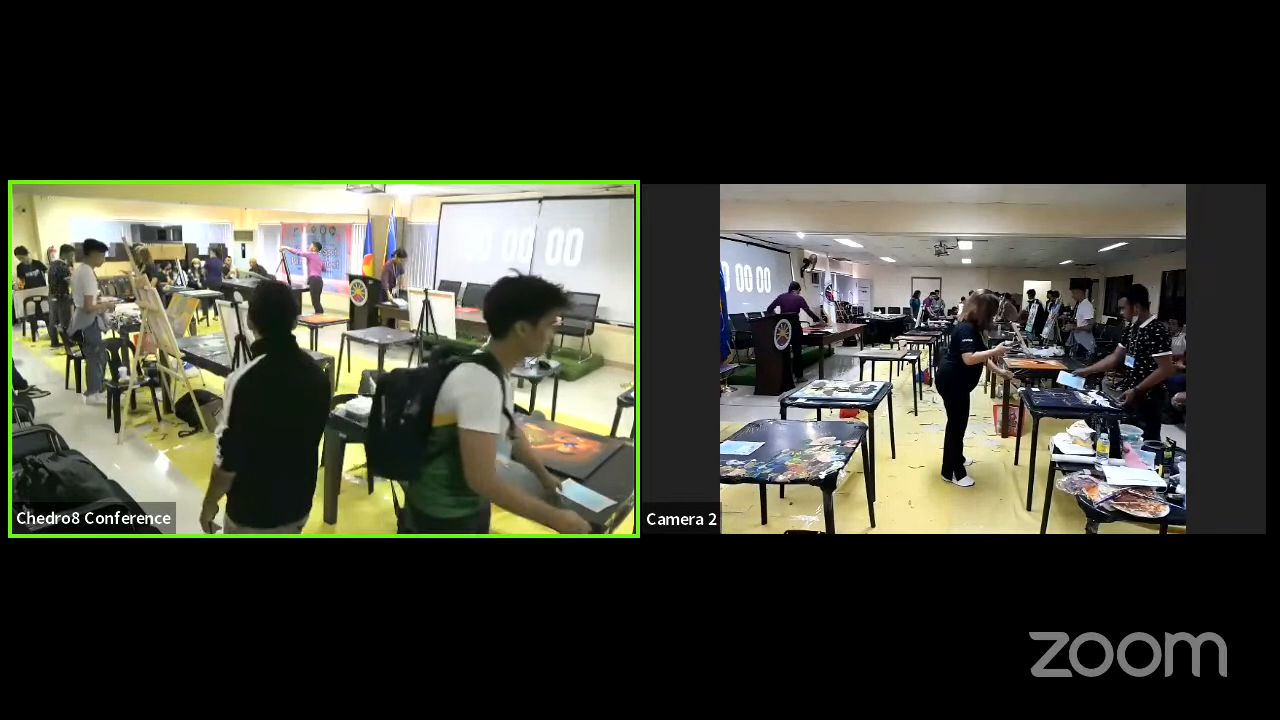 00 00 00
00 00
Chedro8 Conference
Camera 2
zoom